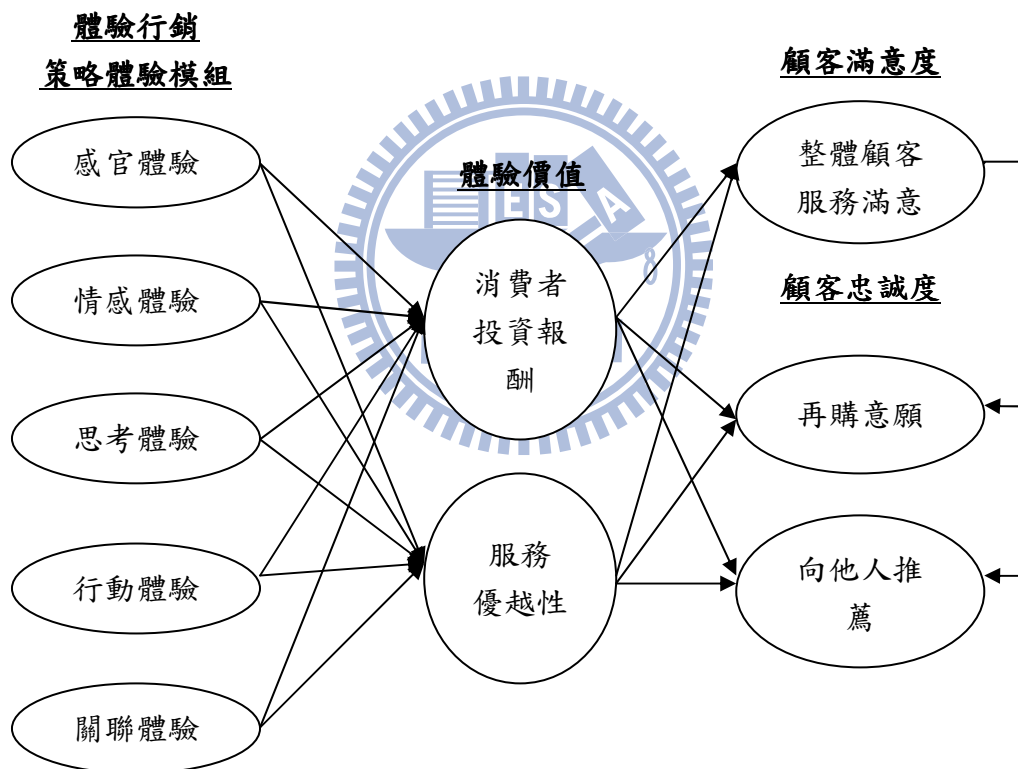 體驗行銷
策略體驗模組
感官體驗
情感體驗
思考體驗
行動體驗
關聯體驗
體驗價值
消費者
投資報
酬
服務
優越性
顧客滿意度
整體顧客
服務滿意
顧客忠誠度
再購意願
向他人推
薦
E S A
8